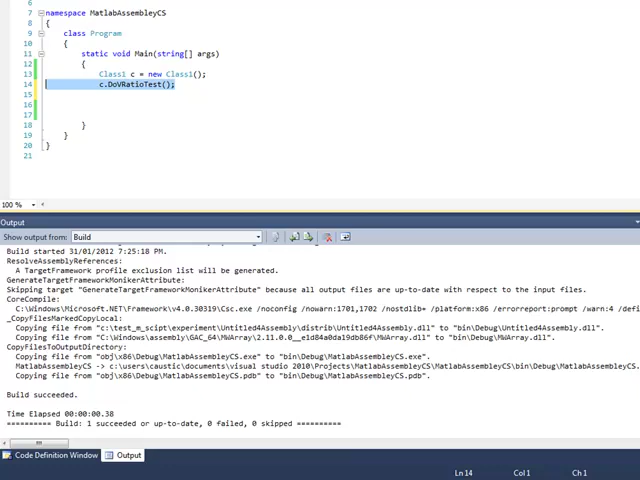 6
7 namespace MatlabAssembleyCS
8 {
9 class Program
10 {
11 static void Main(string[] args)
12 {
13 Class1 c = new Class1();
14 c.DoVRatioTest();
15
16
17
18 }
19 }
20 }
21
100 %
Output
Show output from: Build
Build started 31/01/2012 7:25:18 PM.
ResolveAssemblyReferences:
A TargetFramework profile exclusion list will be generated.
GenerateTargetFrameworkMonikerAttribute:
Skipping target "GenerateTargetFrameworkMonikerAttribute" because all output files are up-to-date with respect to the input files.
CoreCompile:
C:\Windows\Microsoft.NET\Framework\v4.0.30319\Csc.exe /noconfig /nowarn:1701,1702 /nostdlib+ /platform:x86 /errorreport:prompt /warn:4 /defi
_CopyFilesMarkedCopyLocal:
Copying file from "c:\test_m_scipt\experiment\Untitled4Assembly\distrib\Untitled4Assembly.dll" to "bin\Debug\Untitled4Assembly.dll".
Copying file from "C:\Windows\assembly\GAC_64\MWArray\2.11.0.0__e1d84a0da19db86f\MWArray.dll" to "bin\Debug\MWArray.dll".
CopyFilesToOutputDirectory:
Copying file from "obj\x86\Debug\MatlabAssembleyCS.exe" to "bin\Debug\MatlabAssembleyCS.exe".
MatlabAssembleyCS -> c:\users\caustic\documents\visual studio 2010\Projects\MatlabAssembleyCS\MatlabAssembleyCS\bin\Debug\MatlabAssembleyCS.
Copying file from "obj\x86\Debug\MatlabAssembleyCS.pdb" to "bin\Debug\MatlabAssembleyCS.pdb".
Build succeeded.
Time Elapsed 00:00:00.38
========== Build: 1 succeeded or up-to-date, 0 failed, 0 skipped ==========
Code Definition Window Output
Ln 14 Col 1 Ch 1